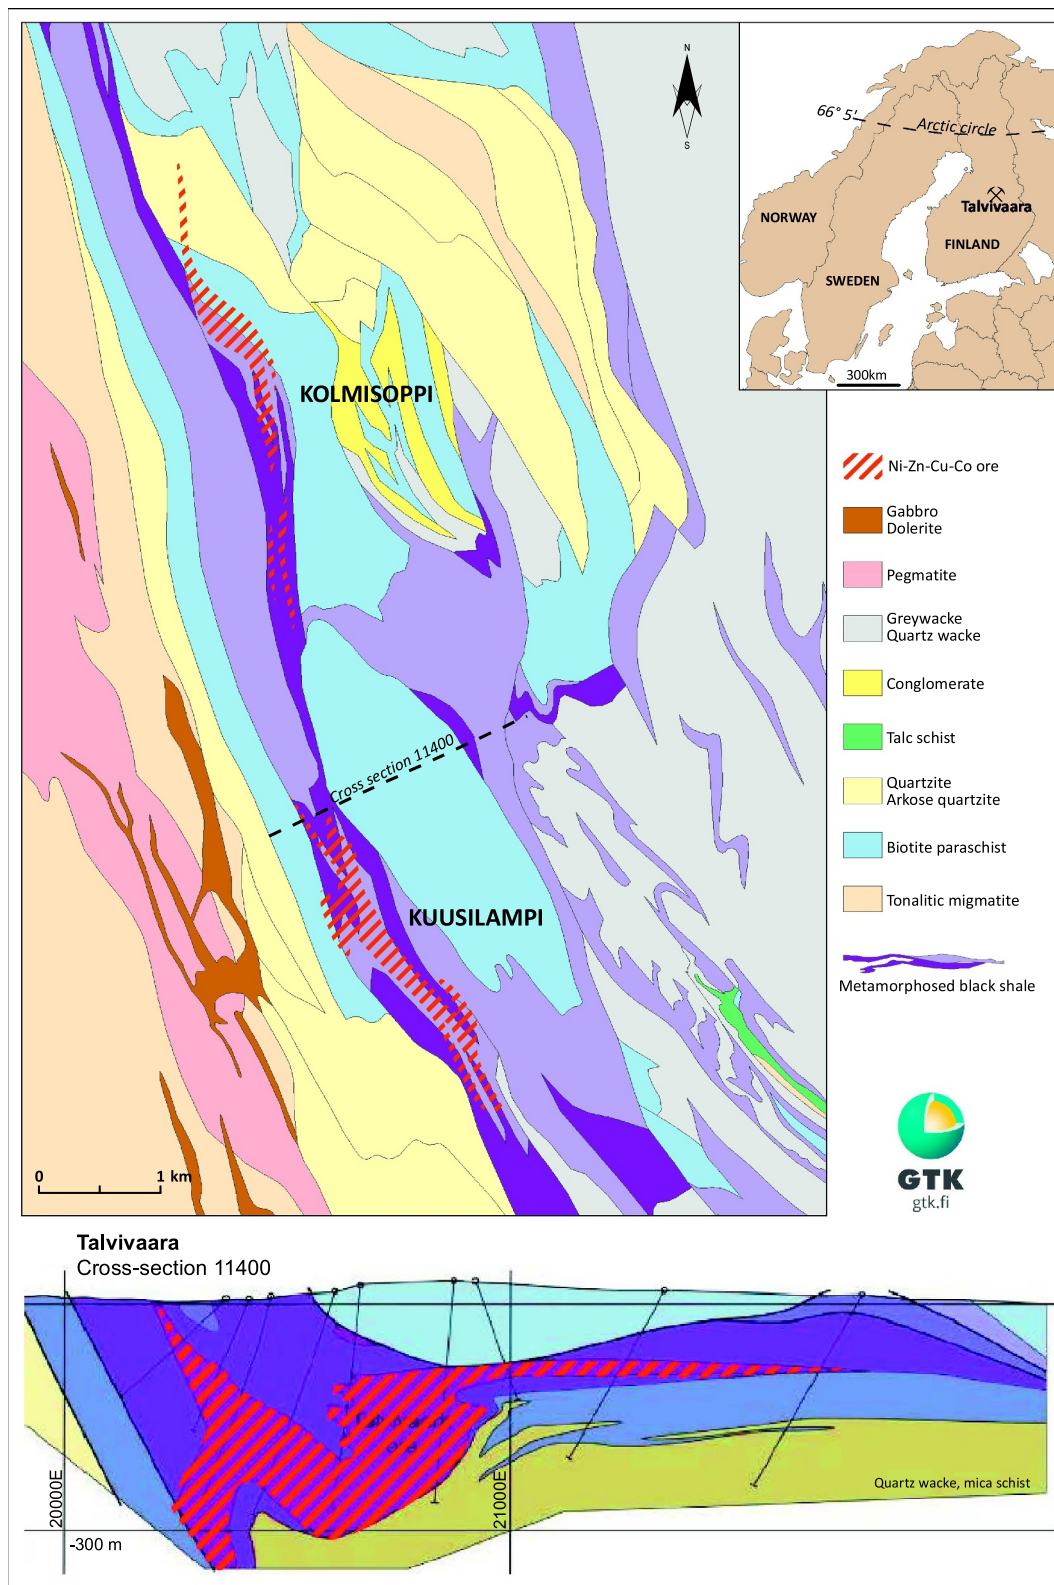 N
S
66° 5'
Arctic circle
NORWAY
Talvivaara
FINLAND
SWEDEN
300km
KOLMISOPPI
Cross section 11400
KUUSILAMPI
0 1 km
Ni-Zn-Cu-Co ore
Gabbro
Dolerite
Pegmatite
Greywacke
Quartz wacke
Conglomerate
Talc schist
Quartzite
Arkose quartzite
Biotite paraschist
Tonalitic migmatite
Metamorphosed black shale
GTK
gtk.fi
Talvivaara
Cross-section 11400
20000E
21000E
-300 m
Quartz wacke, mica schist